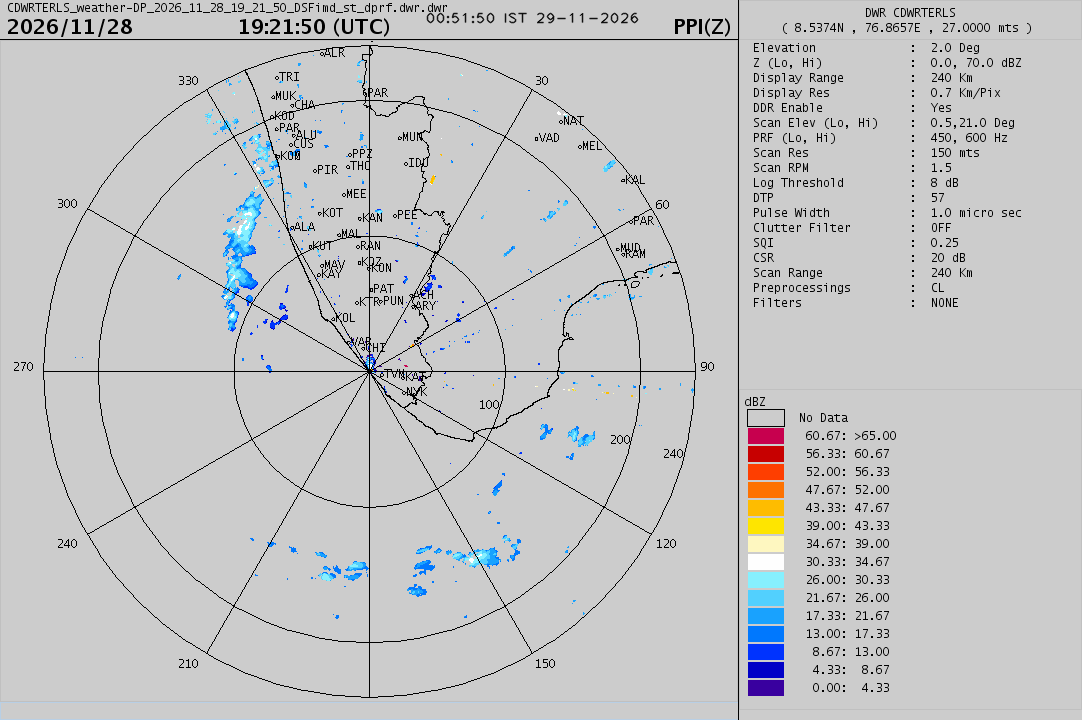 CDWRTERLS_weather-DP_2026_11_28_19_21_50_DSFimd_st_dprf.dwr.dwr
00:51:50 IST 29-11-2026
2026/11/28 19:21:50 (UTC) PPI(Z)
DWR CDWRTERLS
( 8.5374N , 76.8657E , 27.0000 mts )
Elevation : 2.0 Deg
Z (Lo, Hi) : 0.0, 70.0 dBZ
Display Range : 240 Km
Display Res : 0.7 Km/Pix
DDR Enable : Yes
Scan Elev (Lo, Hi) : 0.5,21.0 Deg
PRF (Lo, Hi) : 450, 600 Hz
Scan Res : 150 mts
Scan RPM : 1.5
Log Threshold : 8 dB
DTP : 57
Pulse Width : 1.0 micro sec
Clutter Filter : OFF
SQI : 0.25
CSR : 20 dB
Scan Range : 240 Km
Preprocessings : CL
Filters : NONE
dBZ
No Data
60.67: >65.00
56.33: 60.67
52.00: 56.33
47.67: 52.00
43.33: 47.67
39.00: 43.33
34.67: 39.00
30.33: 34.67
26.00: 30.33
21.67: 26.00
17.33: 21.67
13.00: 17.33
8.67: 13.00
4.33: 8.67
0.00: 4.33
ALR
330
TRI
30
MUK
PAR
CHA
KOD
NAT
PAR
ALU
MUN
VAD
CUS
MEL
PPZ
IDU
THO
PIR
KAL
MEE
300
60
KOT
KAN
PEE
PAR
ALA
MAL
KUT
RAN
MUD
RAM
KOZ
MAV
KON
KAY
PAT
ACH
KTR
PUN
ARY
KOL
VAR
CHI
270
90
TVM
KAT
NYK
100
200
240
240
120
210
150